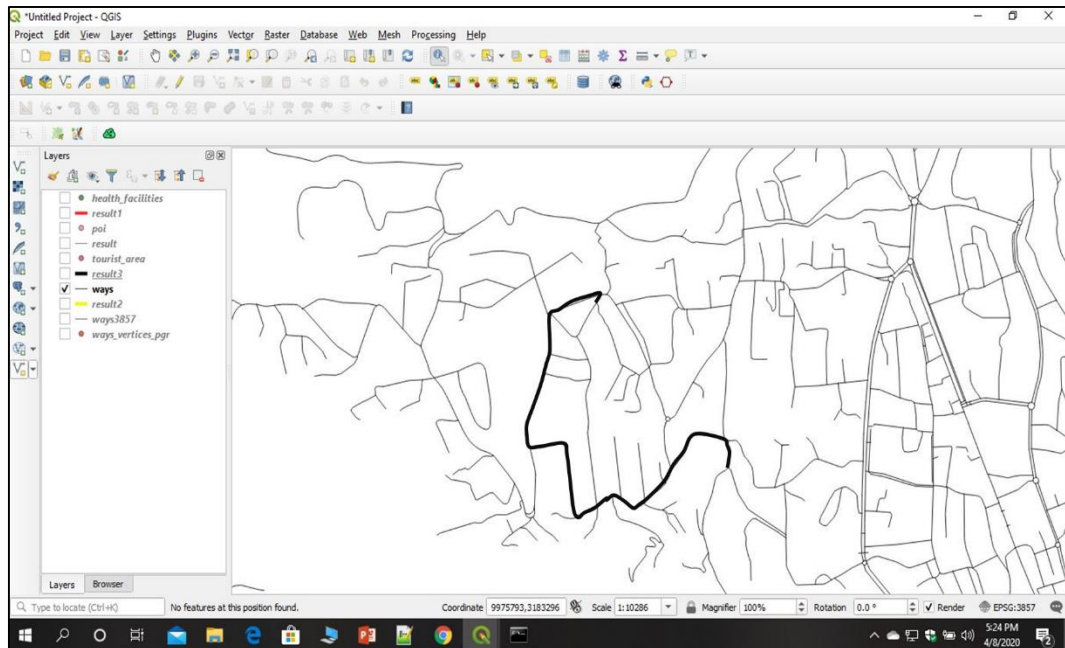 *Untitled Project - QGIS
Project Edit View Layer Settings Plugins Vector Raster Database Web Mesh Processing Help
Layers
health_facilities
result1
poi
result
tourist_area
result3
ways
result2
ways3857
ways_vertices_pgr
Layers Browser
Type to locate (Ctrl+K) No features at this position found. Coordinate 9975793,3183296 Scale 1:10286 Magnifier 100% Rotation 0.0 ° Render EPSG:3857
5:24 PM
4/8/2020